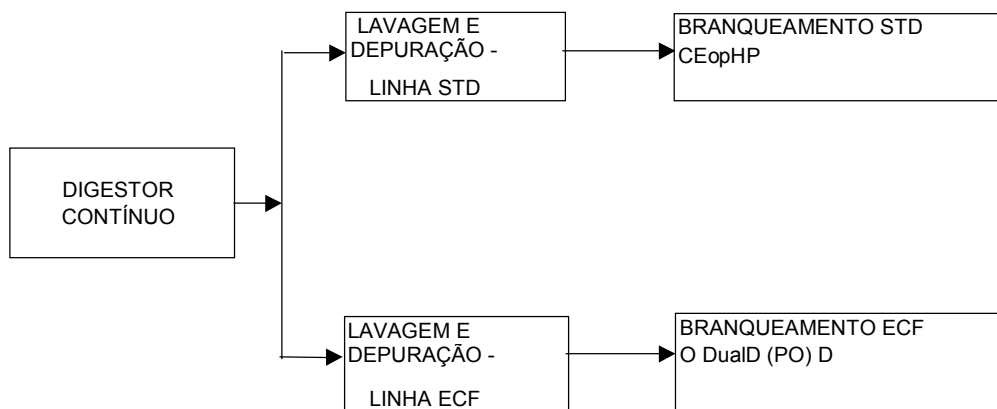 LAVAGEM E
DEPURAÇÃO -
LINHA STD
BRANQUEAMENTO STD
CEopHP
DIGESTOR
CONTÍNUO
LAVAGEM E
DEPURAÇÃO -
LINHA ECF
BRANQUEAMENTO ECF
O DualD (PO) D